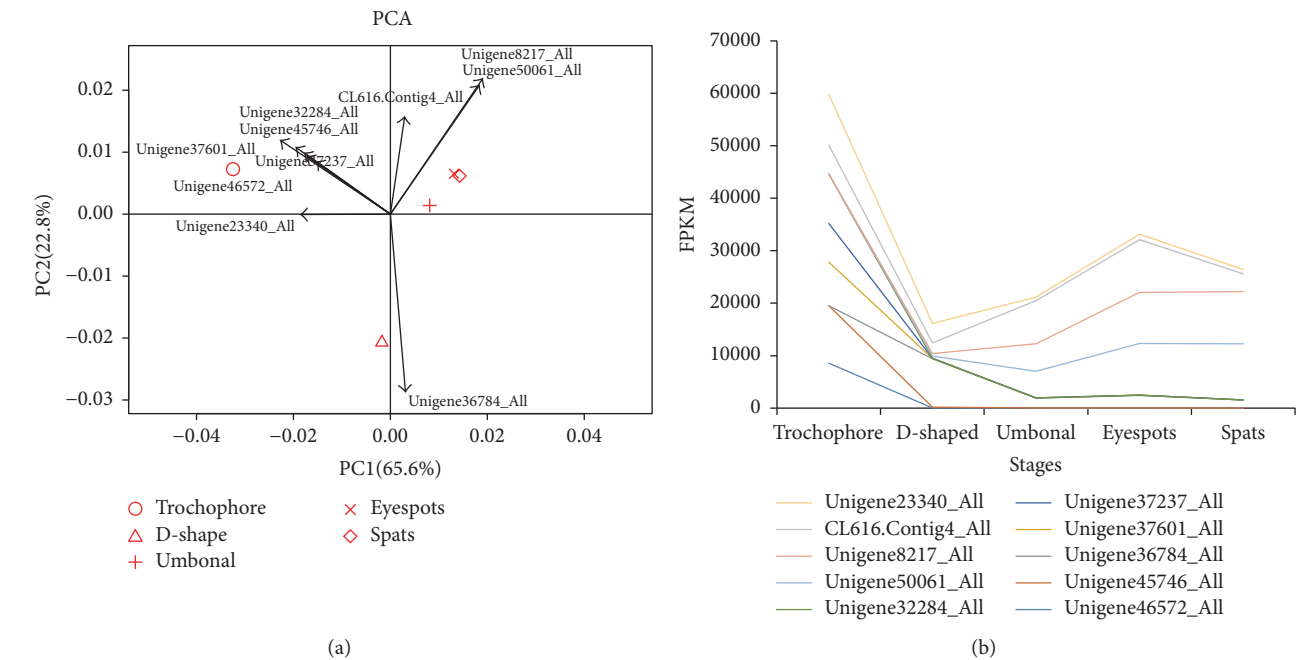 PCA
Unigene8217_All
Unigene50061_All
CL616.Contig4_All
Unigene32284_All
Unigene45746_All
Unigene37601_All
Unigene37237_All
Unigene46572_All
Unigene23340_All
Unigene36784_All
0.02
0.01
0.00
−0.01
−0.02
−0.03
PC2(22.8%)
−0.04 −0.02 0.00 0.02 0.04
PC1(65.6%)
Trochophore Eyespots
D-shape Spats
Umbonal
(a)
70000
60000
50000
40000
30000
20000
10000
0
FPKM
Trochophore D-shaped Umbonal Eyespots Spats
Stages
Unigene23340_All Unigene37237_All
CL616.Contig4_All Unigene37601_All
Unigene8217_All Unigene36784_All
Unigene50061_All Unigene45746_All
Unigene32284_All Unigene46572_All
(b)